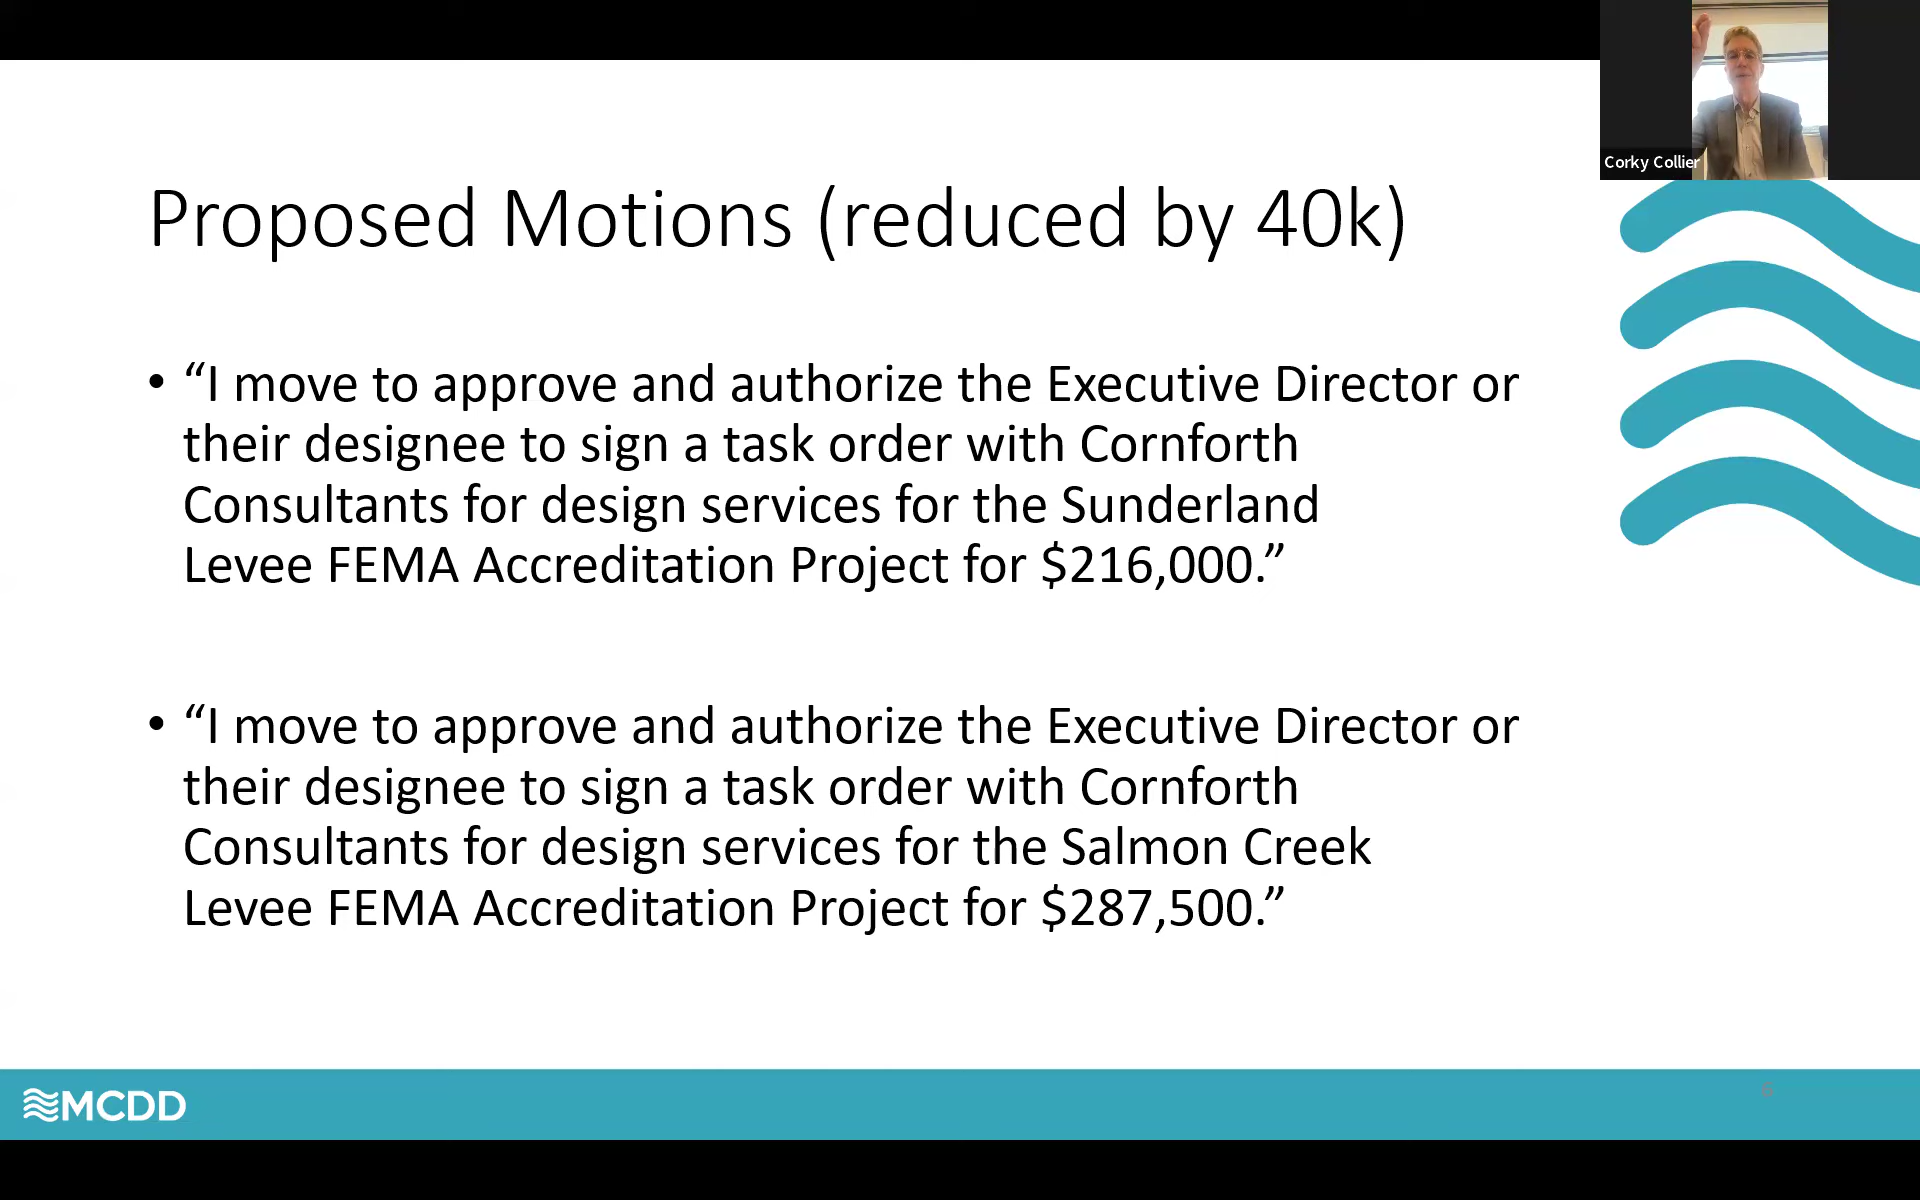 Corky Collier
Proposed Motions (reduced by 40k)
• “I move to approve and authorize the Executive Director or
their designee to sign a task order with Cornforth
Consultants for design services for the Sunderland
Levee FEMA Accreditation Project for $216,000.”
• “I move to approve and authorize the Executive Director or
their designee to sign a task order with Cornforth
Consultants for design services for the Salmon Creek
Levee FEMA Accreditation Project for $287,500.”
MCDD
6